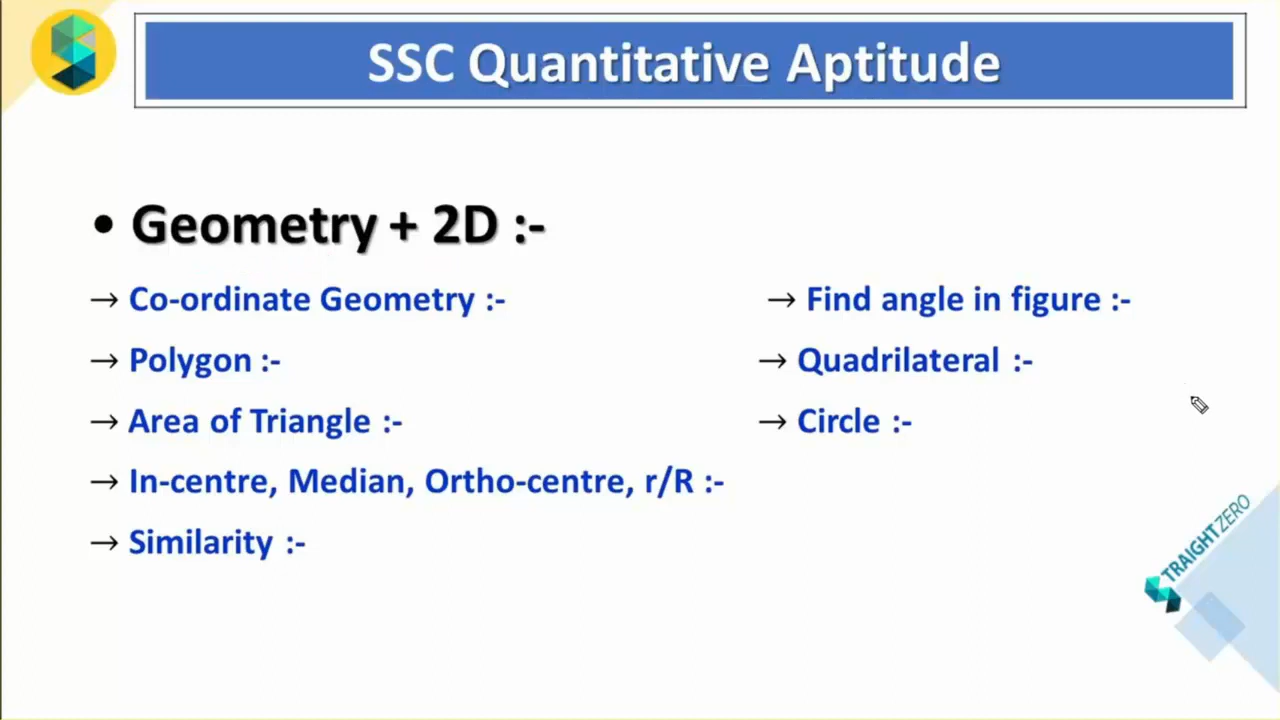 SSC Quantitative Aptitude
• Geometry + 2D :-
→ Co-ordinate Geometry :-
→ Polygon :-
→ Area of Triangle :-
→ In-centre, Median, Ortho-centre, r/R :-
→ Similarity :-
→ Find angle in figure :-
→ Quadrilateral :-
→ Circle :-
TRAIGHTZERO